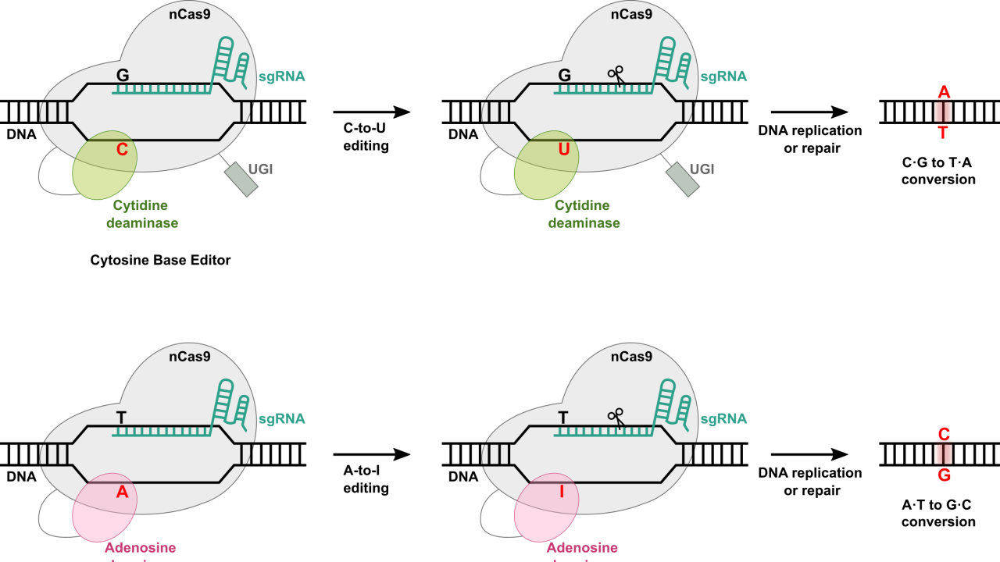 nCas9
nCas9
G
sgRNA
G
sgRNA
A
DNA
C-to-U
editing
DNA
DNA replication
or repair
T
C
UGI
U
UGI
C·G to T·A
conversion
Cytidine
deaminase
Cytidine
deaminase
Cytosine Base Editor
nCas9
nCas9
T
sgRNA
T
sgRNA
C
DNA
A-to-I
editing
DNA
DNA replication
or repair
G
A
I
A·T to G·C
conversion
Adenosine
Adenosine